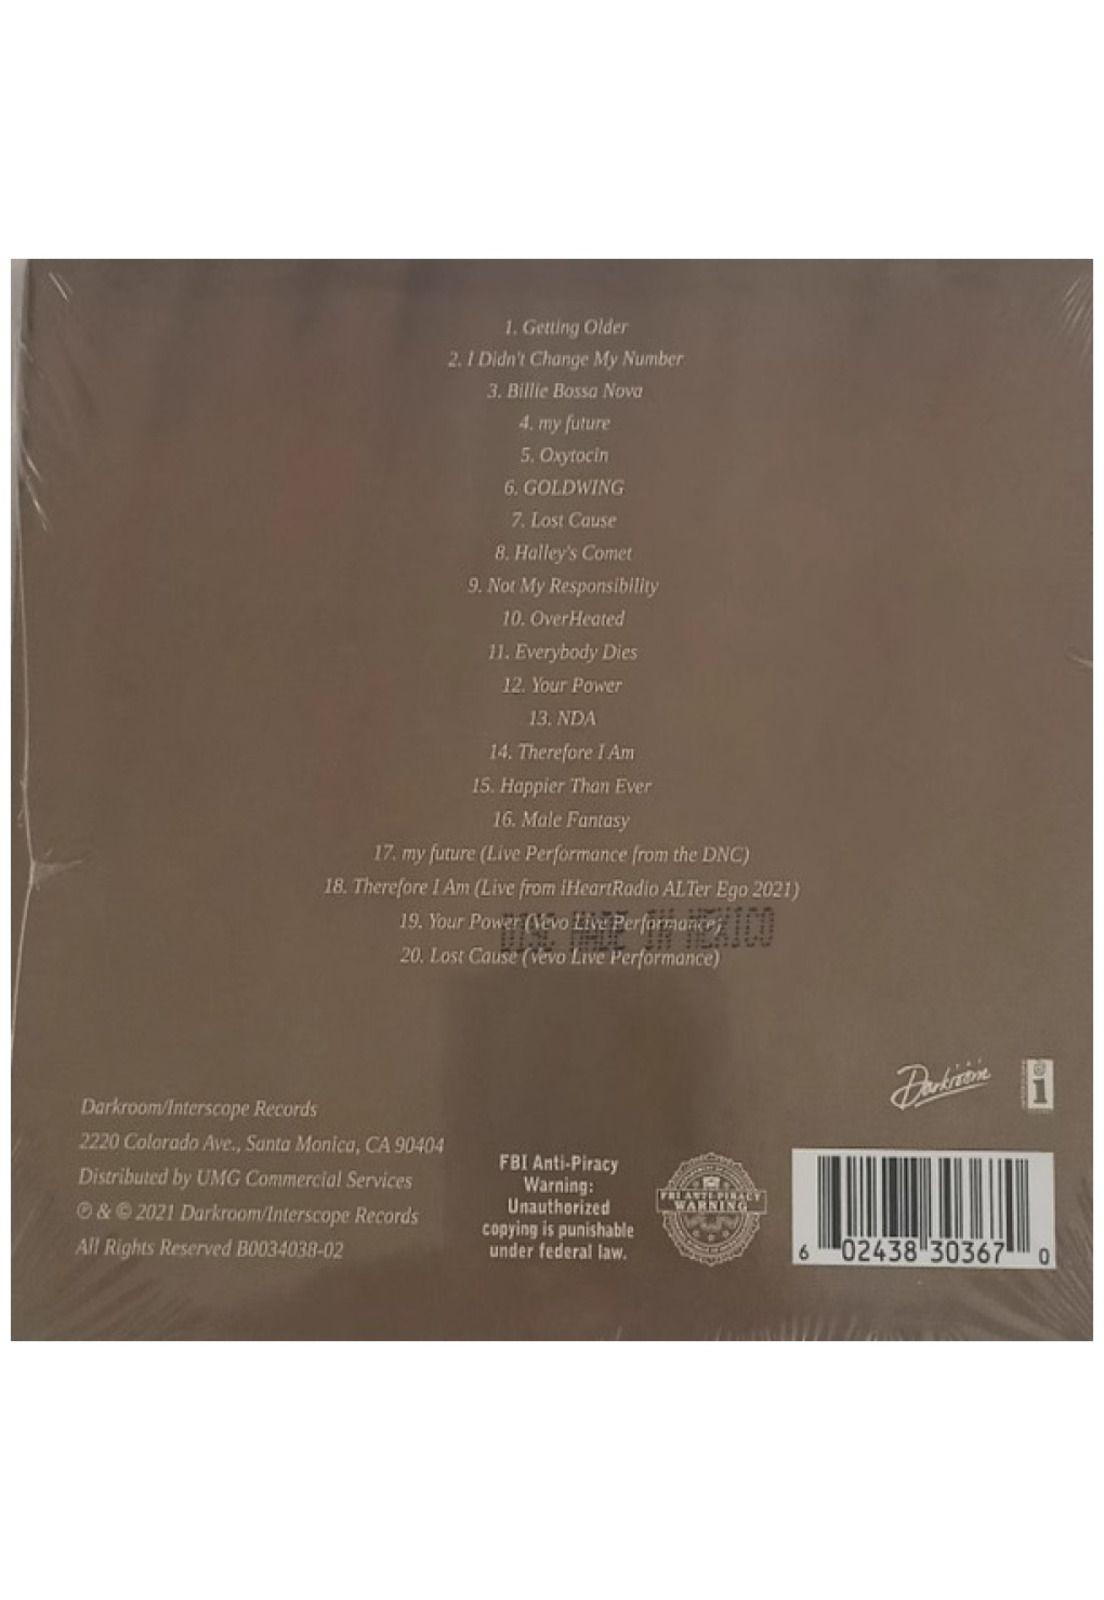 1. Getting Older
2. I Didn't Change My Number
3. Billie Bossa Nova
4. my future
5. Oxytocin
6. GOLDWING
7. Lost Cause
8. Halley's Comet
9. Not My Responsibility
10. OverHeated
11. Everybody Dies
12. Your Power
13. NDA
14. Therefore I Am
15. Happier Than Ever
16. Male Fantasy
17. my future (Live Performance from the DNC)
18. Therefore I Am (Live from iHeartRadio ALTer Ego 2021)
19. Your Power (Vevo Live Performance)
DISC MADE IN MEXICO
20. Lost Cause (Vevo Live Performance)
Darkroom
i
Darkroom/Interscope Records
2220 Colorado Ave., Santa Monica, CA 90404
Distributed by UMG Commercial Services
℗ & © 2021 Darkroom/Interscope Records
All Rights Reserved B0034038-02
FBI Anti-Piracy
Warning:
Unauthorized
copying is punishable
under federal law.
FBI ANTI-PIRACY
WARNING
6 02438 30367 0